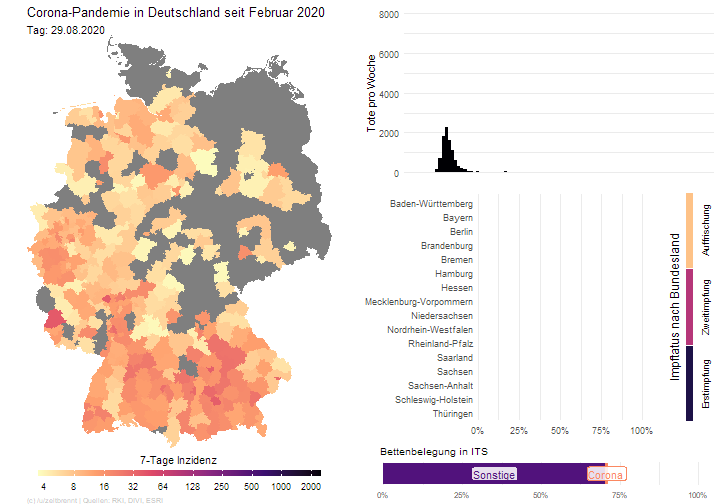 Corona-Pandemie in Deutschland seit Februar 2020
Tag: 29.08.2020
7-Tage Inzidenz
4 8 16 32 64 125 250 500 1000 2000
(c) /u/zeitbrennt | Quellen: RKI, DIVI, ESRI
Tote pro Woche
8000
6000
4000
2000
0
Baden-Württemberg
Bayern
Berlin
Brandenburg
Bremen
Hamburg
Hessen
Mecklenburg-Vorpommern
Niedersachsen
Nordrhein-Westfalen
Rheinland-Pfalz
Saarland
Sachsen
Sachsen-Anhalt
Schleswig-Holstein
Thüringen
0% 25% 50% 75% 100%
Impfstatus nach Bundesland
Auffrischung
Zweitimpfung
Erstimpfung
Bettenbelegung in ITS
Sonstige Corona
0% 25% 50% 75% 100%